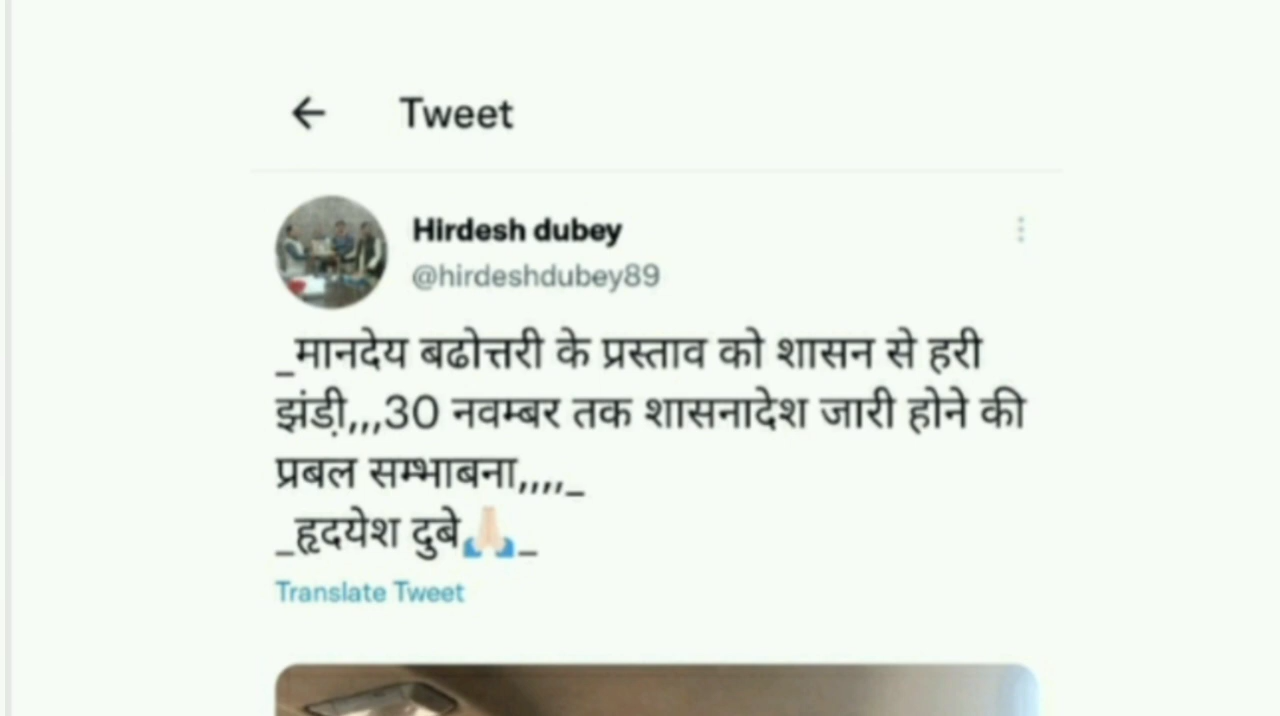 ← Tweet
Hirdesh dubey
@hirdeshdubey89
_मानदेय बढोत्तरी के प्रस्ताव को शासन से हरी
झंडी़,,,30 नवम्बर तक शासनादेश जारी होने की
प्रबल सम्भाबना,,,,_
_हृदयेश दुबे🙏🏻_
Translate Tweet